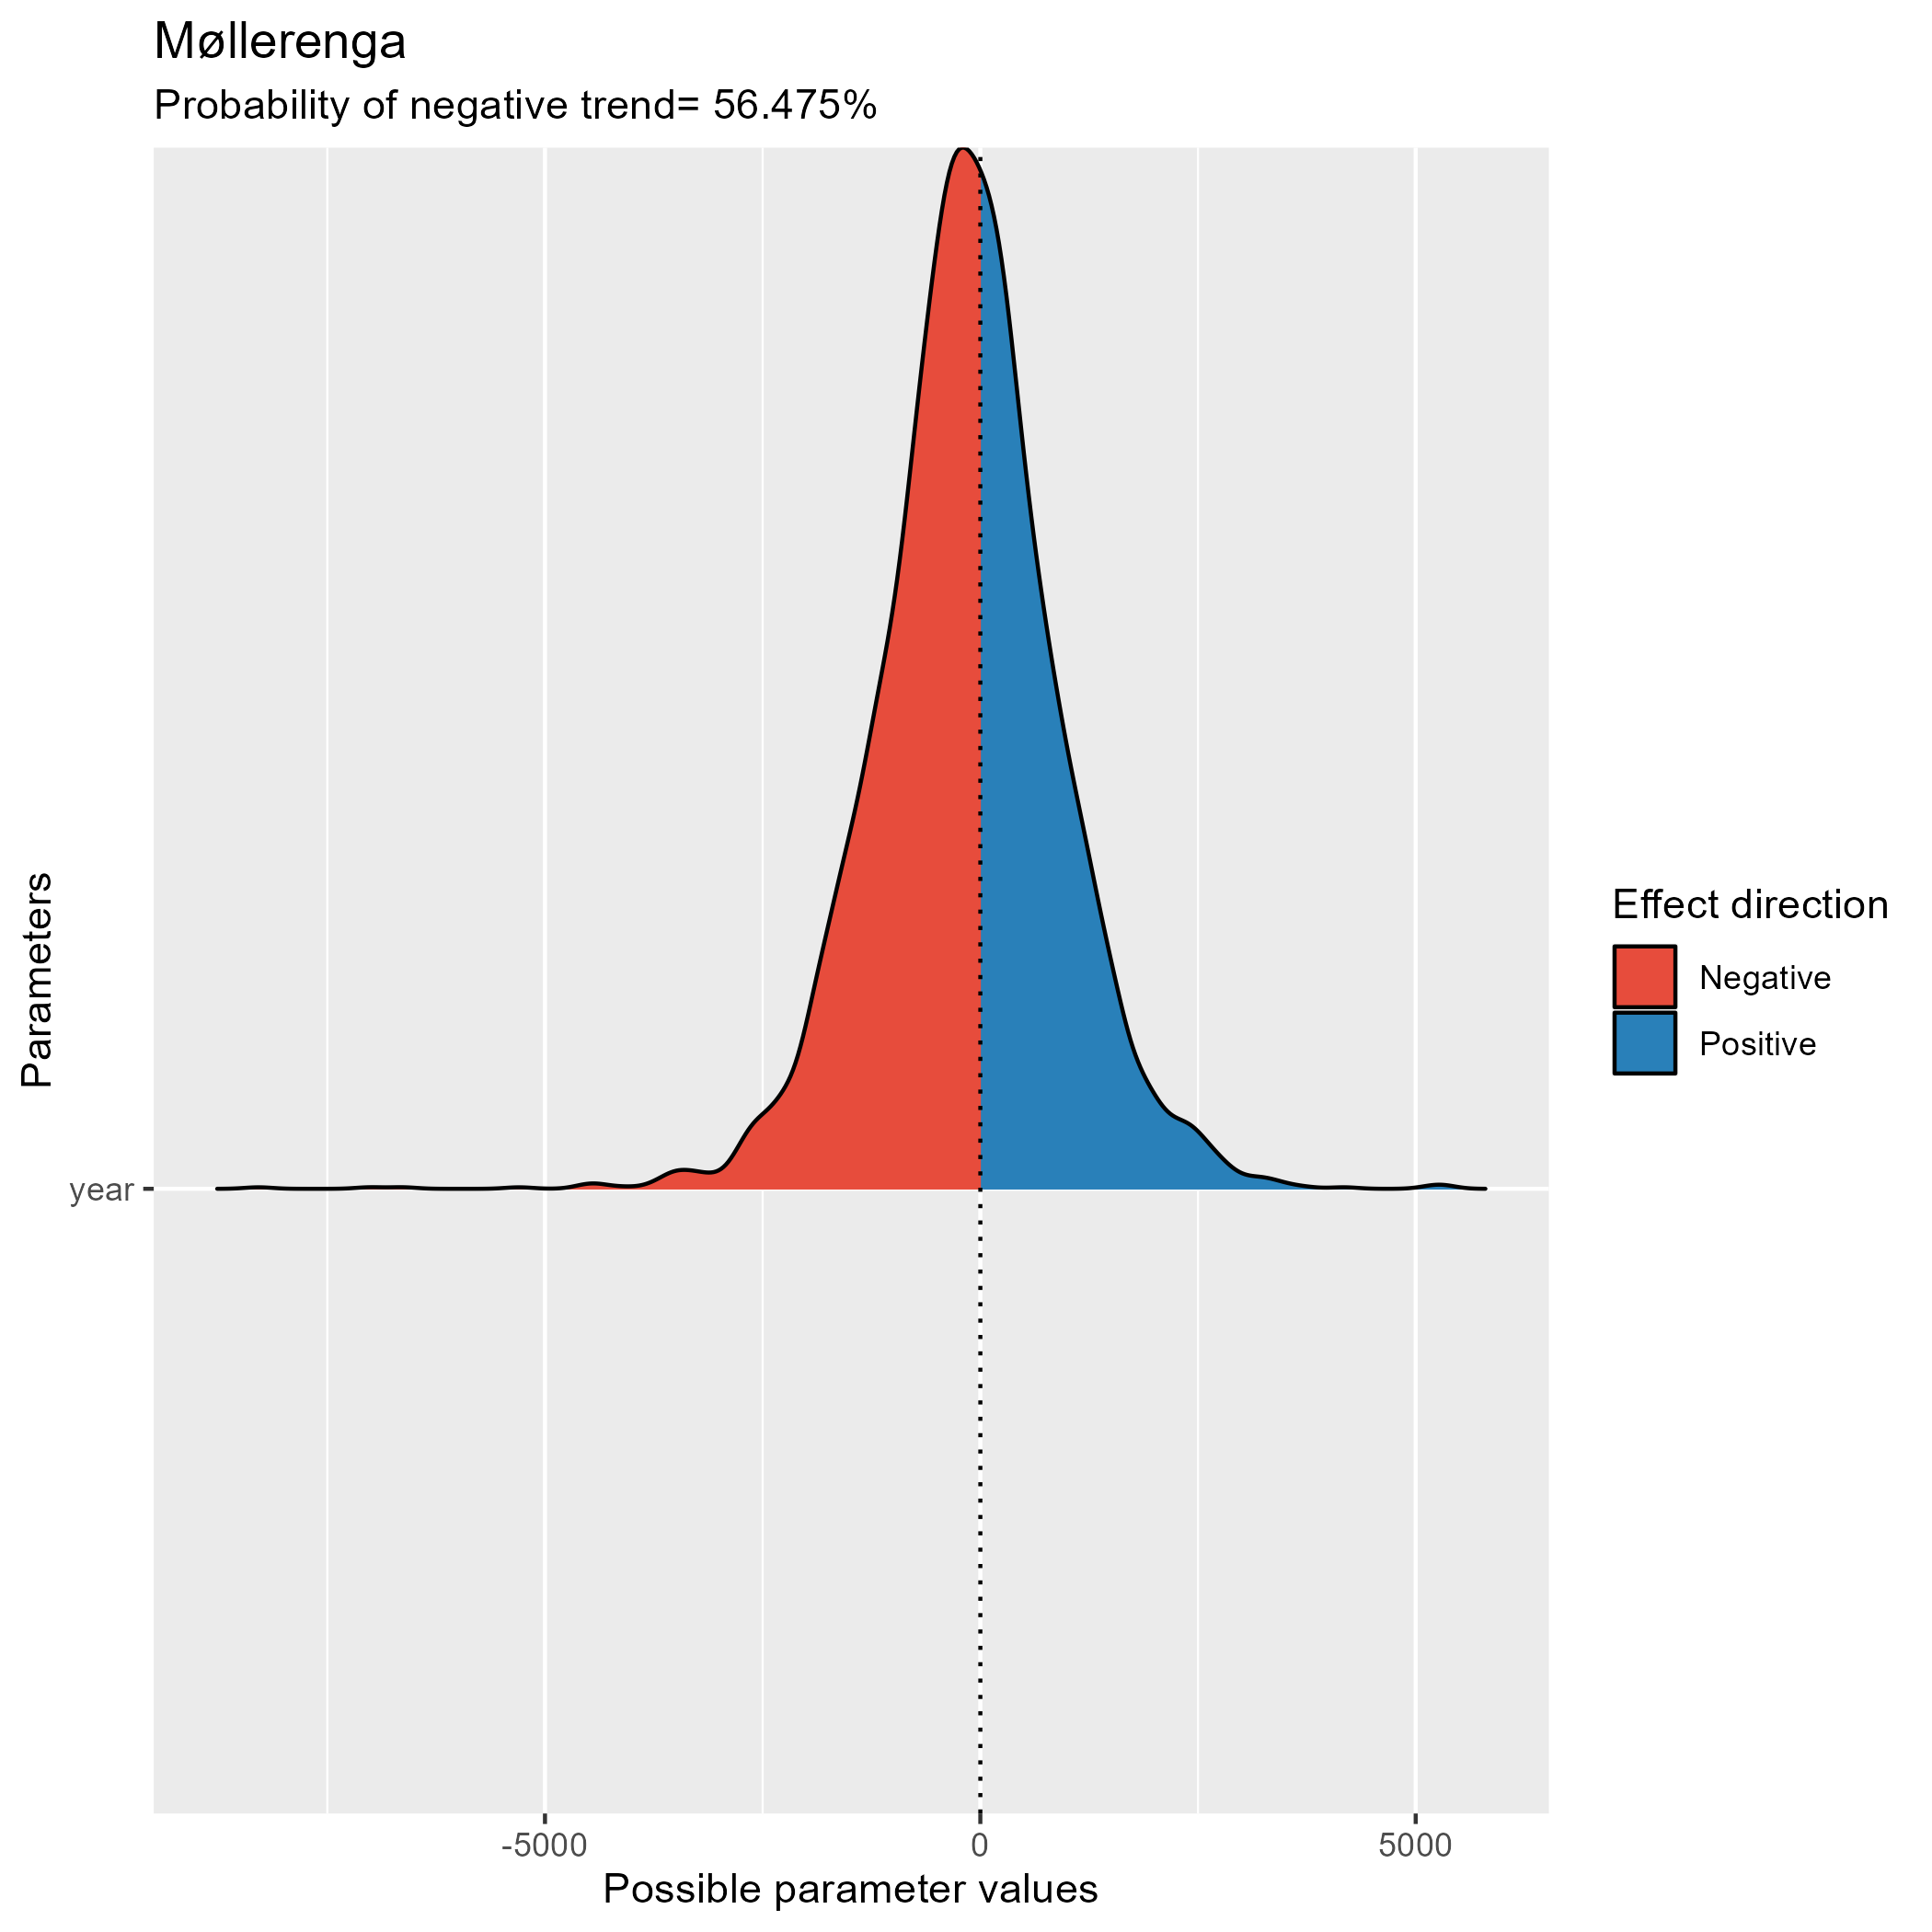 Møllerenga
Probability of negative trend= 56.475%
Parameters
year
-5000
0
5000
Possible parameter values
Effect direction
Negative
Positive